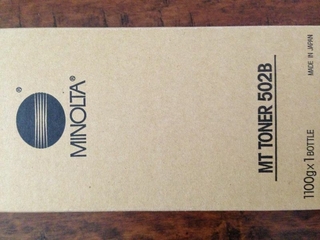 MINOLTA®
®
MT TONER 502B
MADE IN JAPAN
1100g×1 BOTTLE